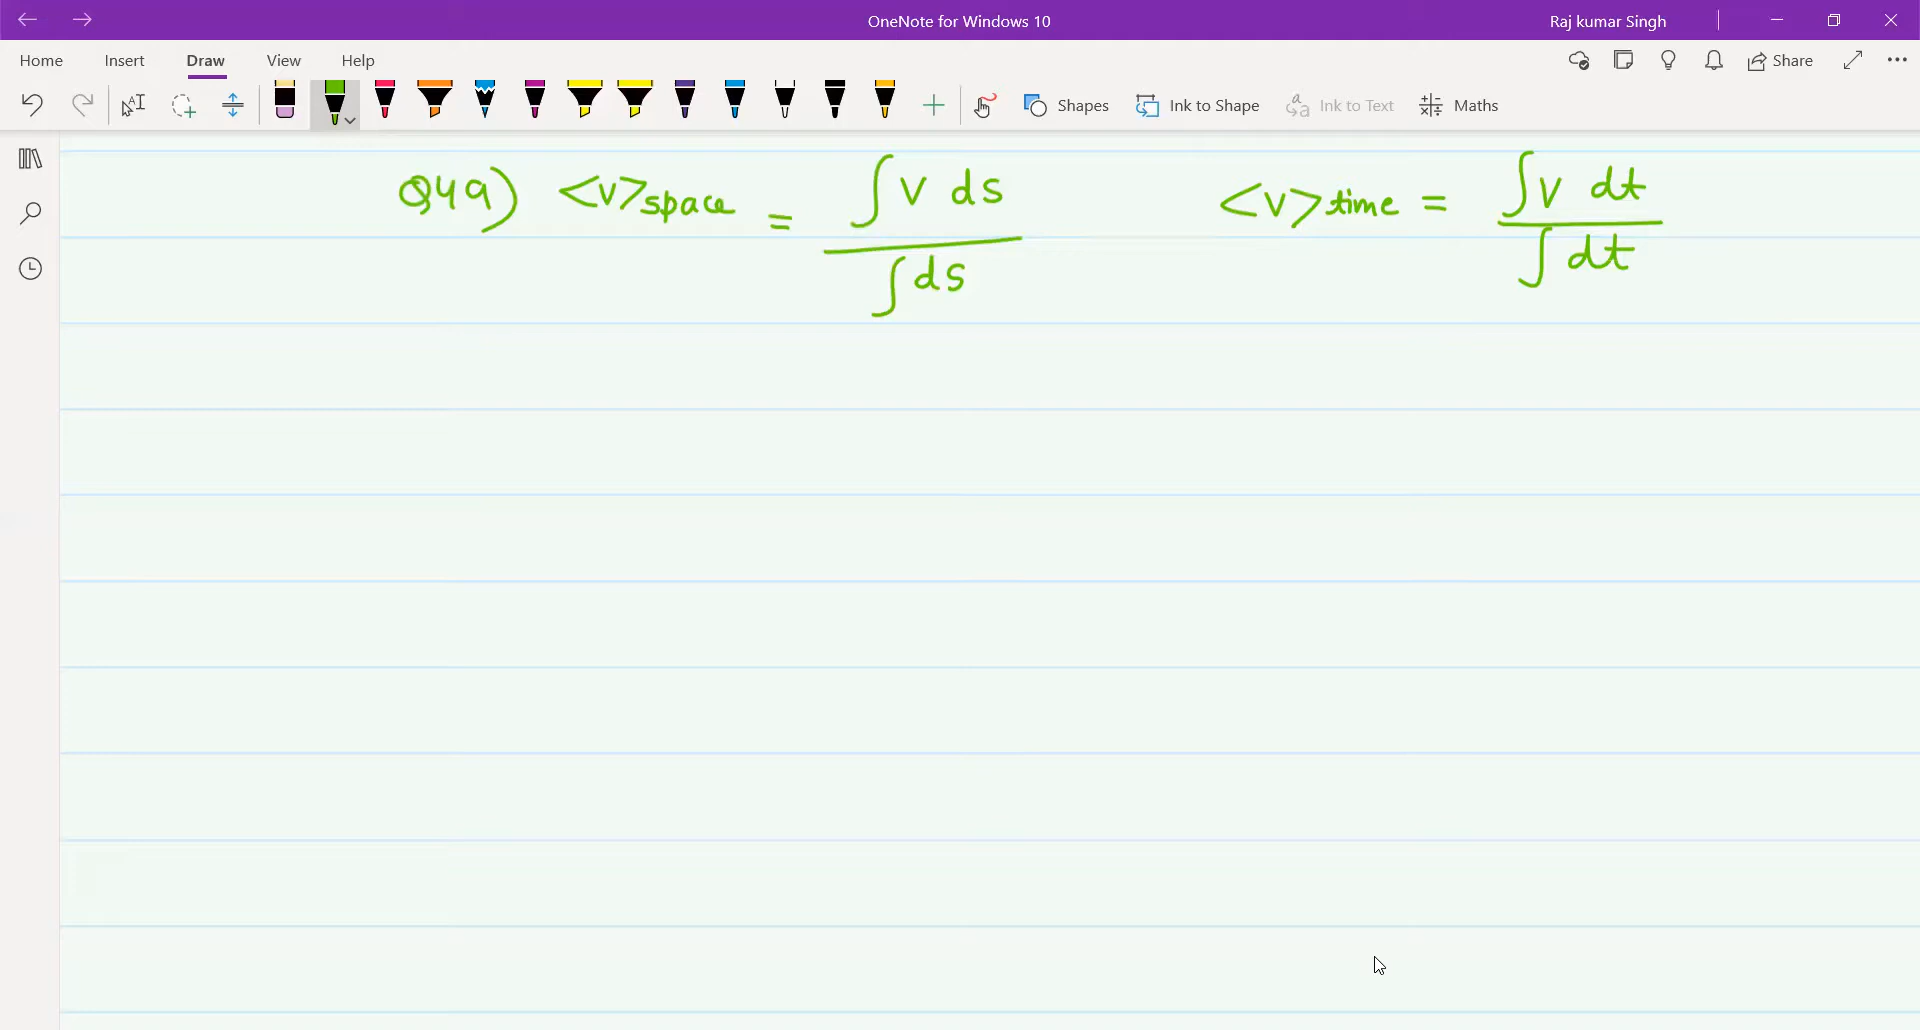 OneNote for Windows 10
Raj kumar Singh
Home Insert Draw View Help
Share
Shapes Ink to Shape Ink to Text Maths
Q49) <v>space = ∫v ds / ∫ds <v>time = ∫v dt / ∫dt